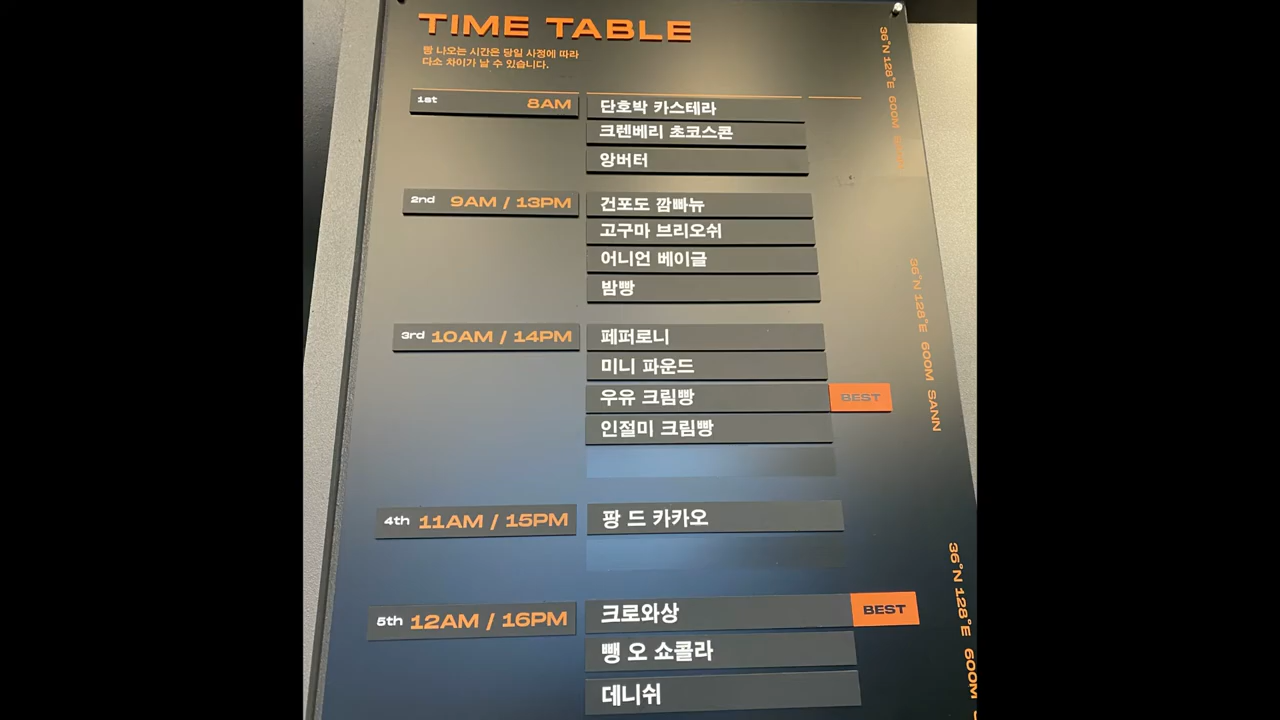 TIME TABLE
빵 나오는 시간은 당일 사정에 따라
다소 차이가 날 수 있습니다.
1st 8AM
단호박 카스테라
크렌베리 초코스콘
앙버터
2nd 9AM / 13PM
건포도 깜빠뉴
고구마 브리오쉬
어니언 베이글
밤빵
3rd 10AM / 14PM
페퍼로니
미니 파운드
우유 크림빵 BEST
인절미 크림빵
4th 11AM / 15PM
팡 드 카카오
5th 12AM / 16PM
크로와상 BEST
뺑 오 쇼콜라
데니쉬
36°N 128°E 600M
36°N 128°E 600M SANN
36°N 128°E 600M